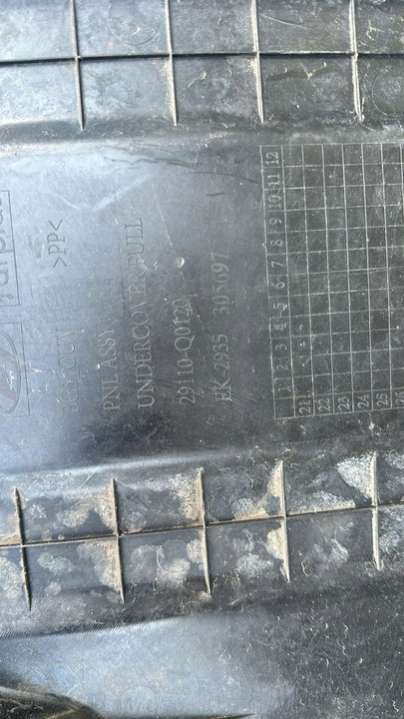 >PP<
PNL ASSY
UNDERCOVER, FULL
29110-Q0120
EK-2935 305097
1 2 3 4 5 6 7 8 9 10 11 12
21
22
23
24
25
26